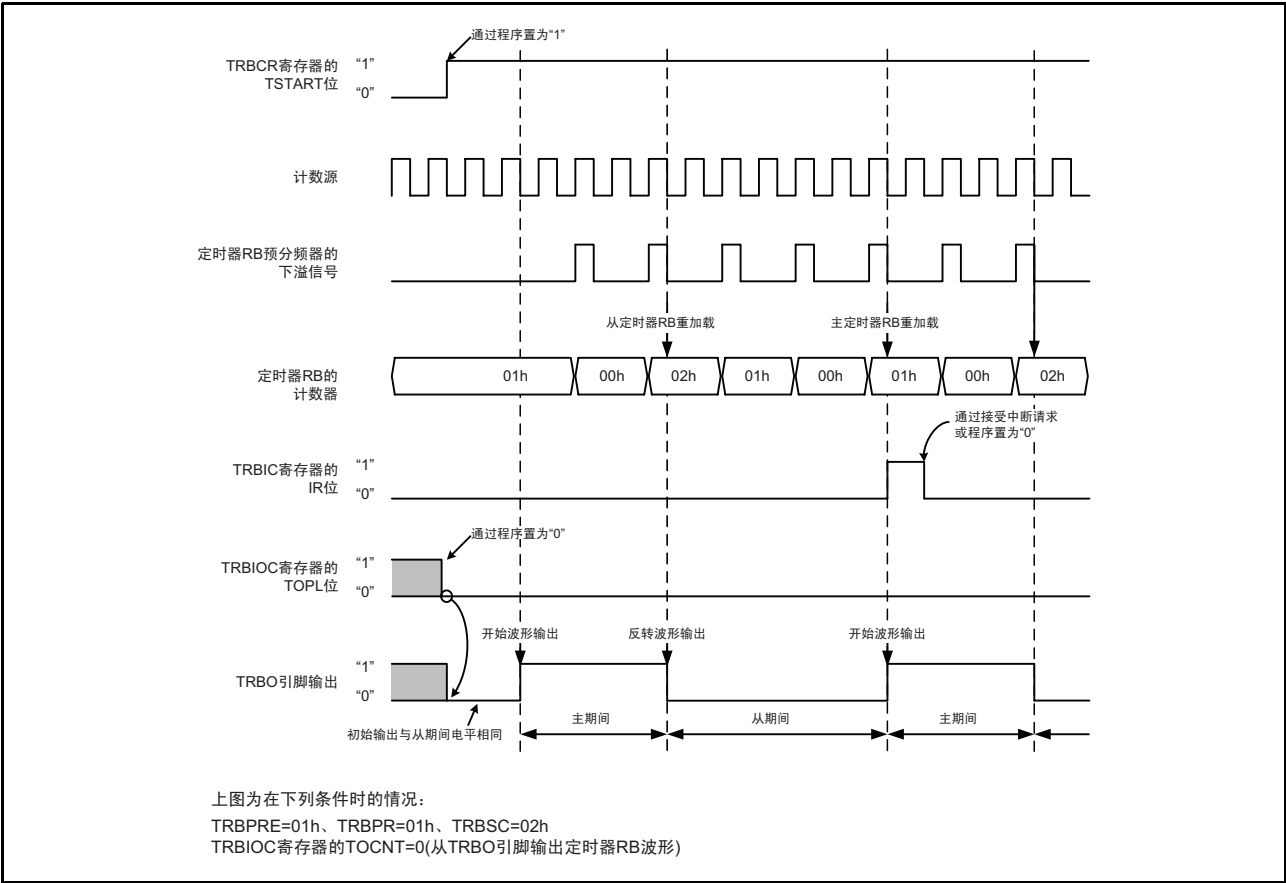 通过程序置为“1”
TRBCR寄存器的
TSTART位
“1”
“0”
计数源
定时器RB预分频器的
下溢信号
从定时器RB重加载
主定时器RB重加载
定时器RB的
计数器
01h
00h
02h
01h
00h
01h
00h
02h
通过接受中断请求
或程序置为“0”
TRBIC寄存器的
IR位
“1”
“0”
通过程序置为“0”
TRBIOC寄存器的
TOPL位
“1”
“0”
开始波形输出
反转波形输出
开始波形输出
TRBO引脚输出
“1”
“0”
主期间
从期间
主期间
初始输出与从期间电平相同
上图为在下列条件时的情况：
TRBPRE=01h、TRBPR=01h、TRBSC=02h
TRBIOC寄存器的TOCNT=0(从TRBO引脚输出定时器RB波形)